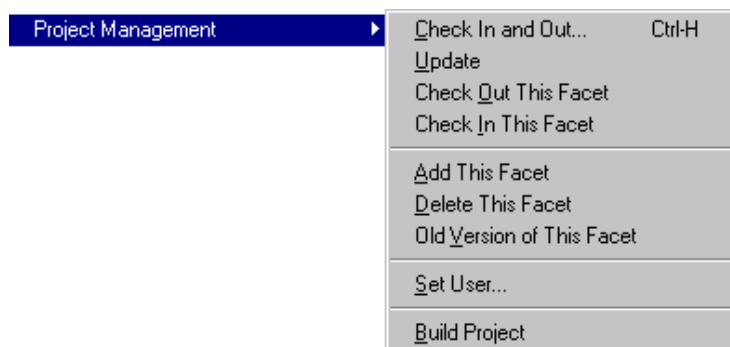 Project Management
Check In and Out... Ctrl-H
Update
Check Out This Facet
Check In This Facet
Add This Facet
Delete This Facet
Old Version of This Facet
Set User...
Build Project